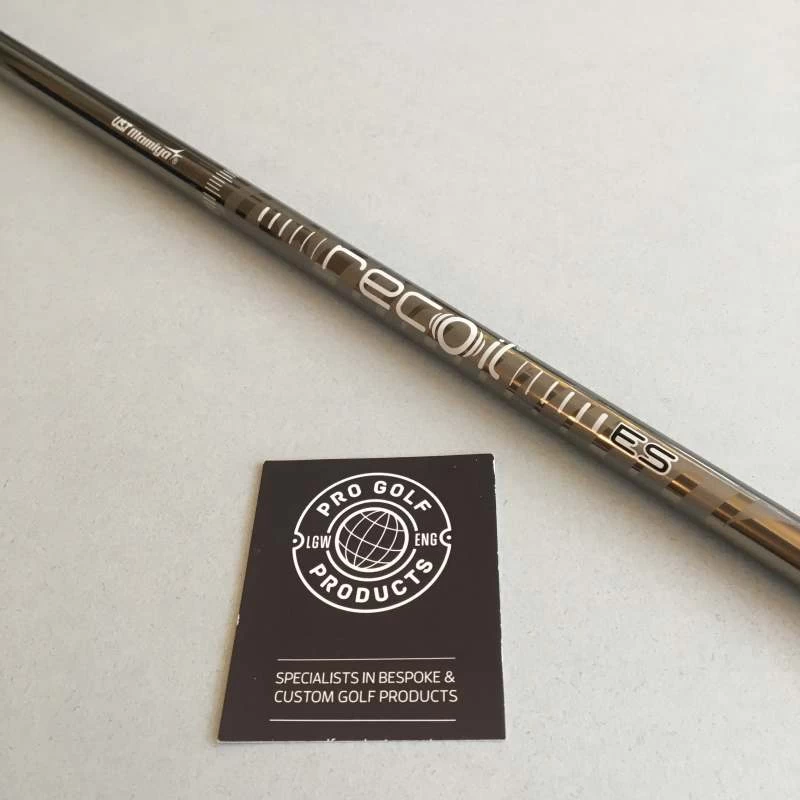 UST Mamiya®
recoil
ES
PRO GOLF
LGW ENG
PRODUCTS
SPECIALISTS IN BESPOKE &
CUSTOM GOLF PRODUCTS